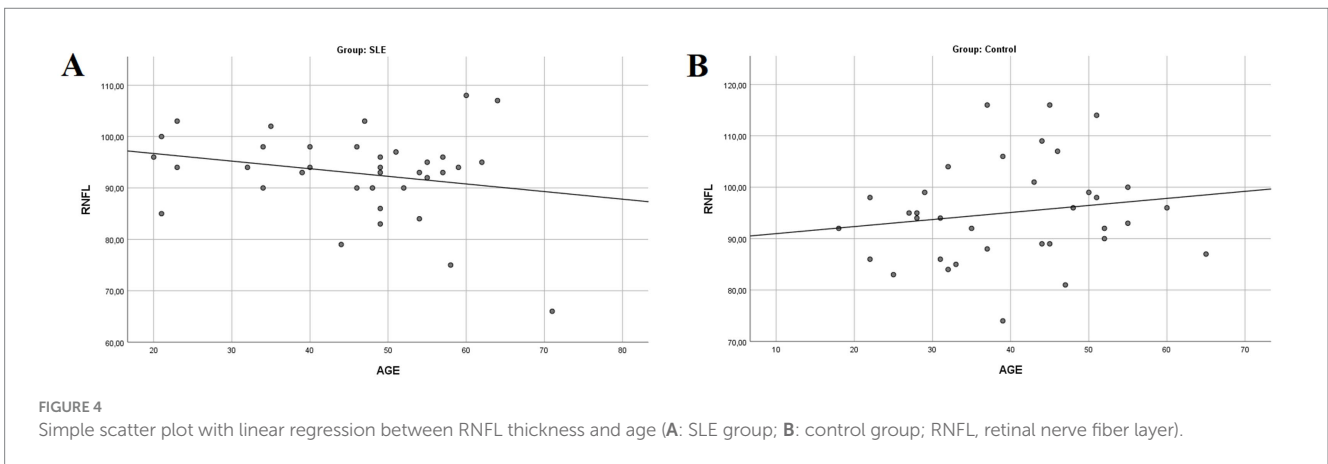 A
Group: SLE
110,00
100,00
90,00
80,00
70,00
60,00
RNFL
20 30 40 50 60 70 80
AGE
B
Group: Control
120,00
110,00
100,00
90,00
80,00
70,00
RNFL
10 20 30 40 50 60 70
AGE
FIGURE 4
Simple scatter plot with linear regression between RNFL thickness and age (A: SLE group; B: control group; RNFL, retinal nerve fiber layer).